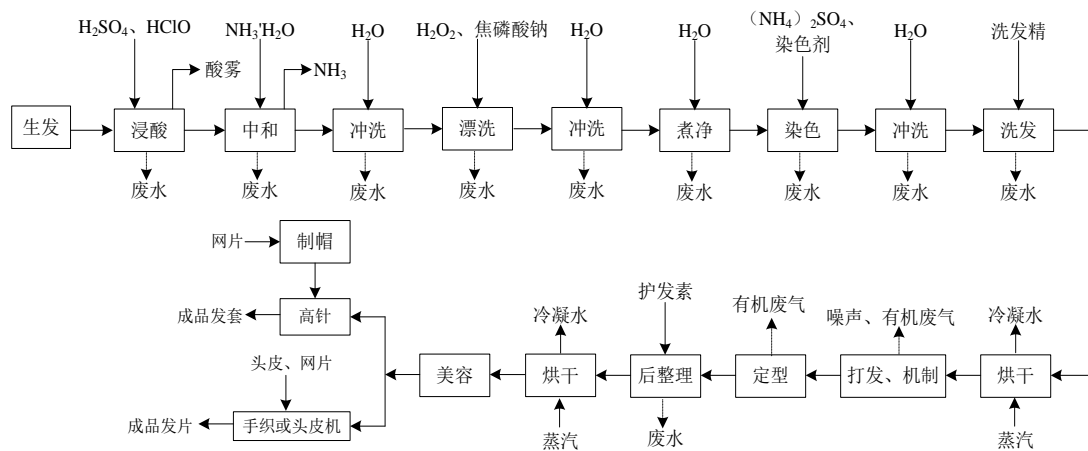 H₂SO₄、HClO
NH₃'H₂O
H₂O
H₂O₂、焦磷酸钠
H₂O
H₂O
（NH₄）₂SO₄、
染色剂
H₂O
洗发精
酸雾
NH₃
生发
浸酸
中和
冲洗
漂洗
冲洗
煮净
染色
冲洗
洗发
废水
废水
废水
废水
废水
废水
废水
废水
废水
网片
制帽
成品发套
高针
头皮、网片
成品发片
手织或头皮机
冷凝水
护发素
有机废气
噪声、有机废气
冷凝水
美容
烘干
后整理
定型
打发、机制
烘干
蒸汽
废水
蒸汽